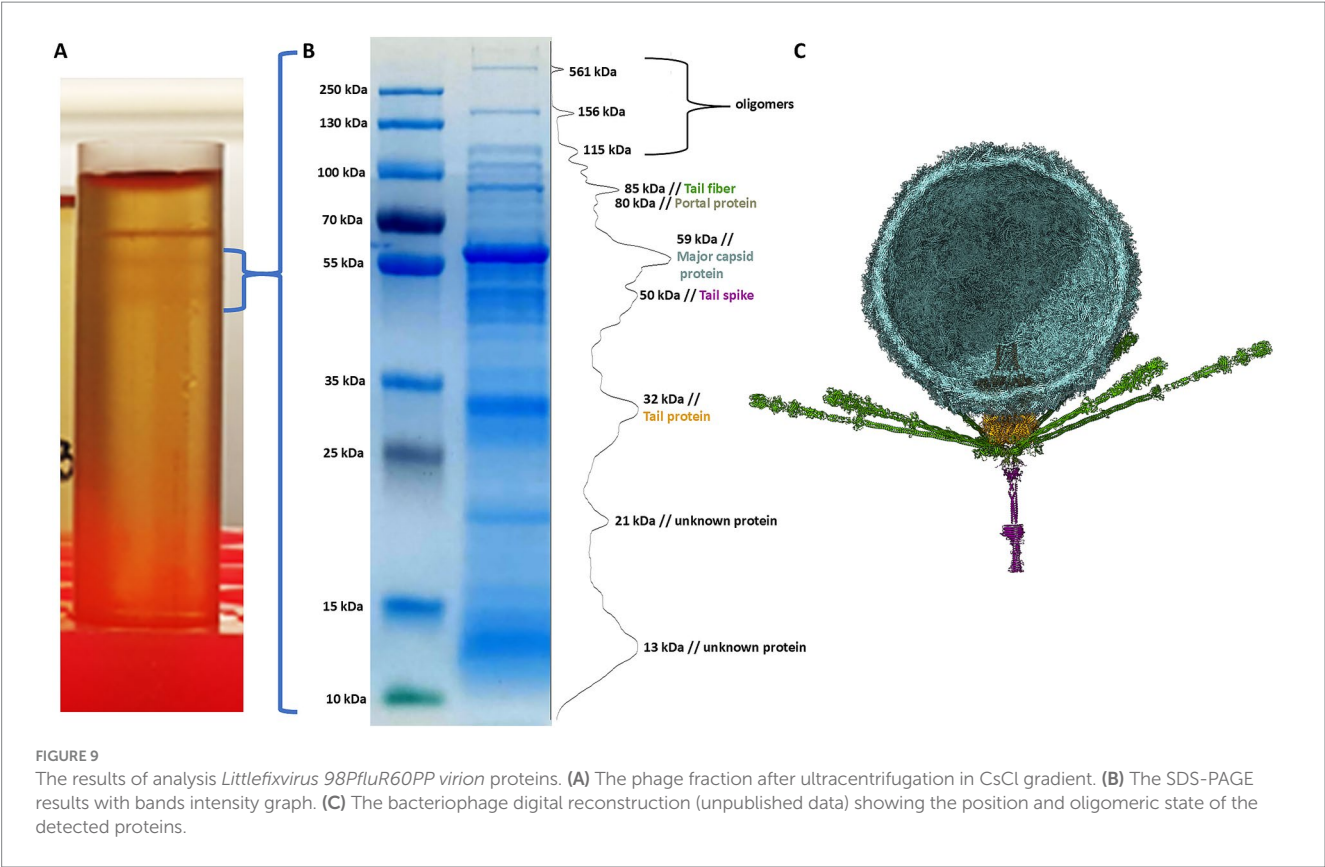 A
B
C
250 kDa
130 kDa
100 kDa
70 kDa
55 kDa
35 kDa
25 kDa
15 kDa
10 kDa
561 kDa
156 kDa
115 kDa
oligomers
85 kDa // Tail fiber
80 kDa // Portal protein
59 kDa //
Major capsid
protein
50 kDa // Tail spike
32 kDa //
Tail protein
21 kDa // unknown protein
13 kDa // unknown protein
FIGURE 9
The results of analysis Littlefixvirus 98PfluR60PP virion proteins. (A) The phage fraction after ultracentrifugation in CsCl gradient. (B) The SDS-PAGE
results with bands intensity graph. (C) The bacteriophage digital reconstruction (unpublished data) showing the position and oligomeric state of the
detected proteins.